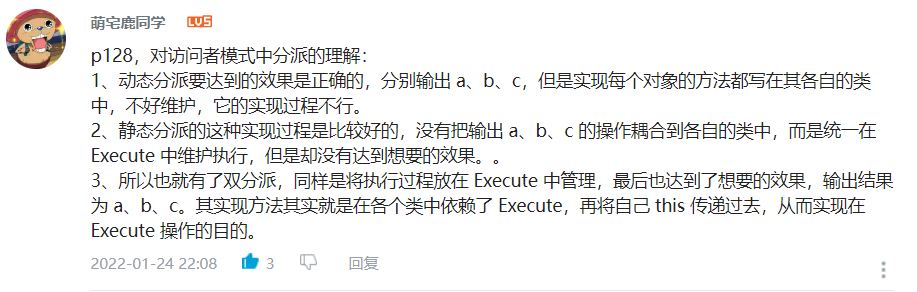 萌宅鹿同学 LV5
p128，对访问者模式中分派的理解：
1、动态分派要达到的效果是正确的，分别输出 a、b、c，但是实现每个对象的方法都写在其各自的类
中，不好维护，它的实现过程不行。
2、静态分派的这种实现过程是比较好的，没有把输出 a、b、c 的操作耦合到各自的类中，而是统一在
Execute 中维护执行，但是却没有达到想要的效果。。
3、所以也就有了双分派，同样是将执行过程放在 Execute 中管理，最后也达到了想要的效果，输出结果
为 a、b、c。其实现方法其实就是在各个类中依赖了 Execute，再将自己 this 传递过去，从而实现在
Execute 操作的目的。
2022-01-24 22:08 3 回复